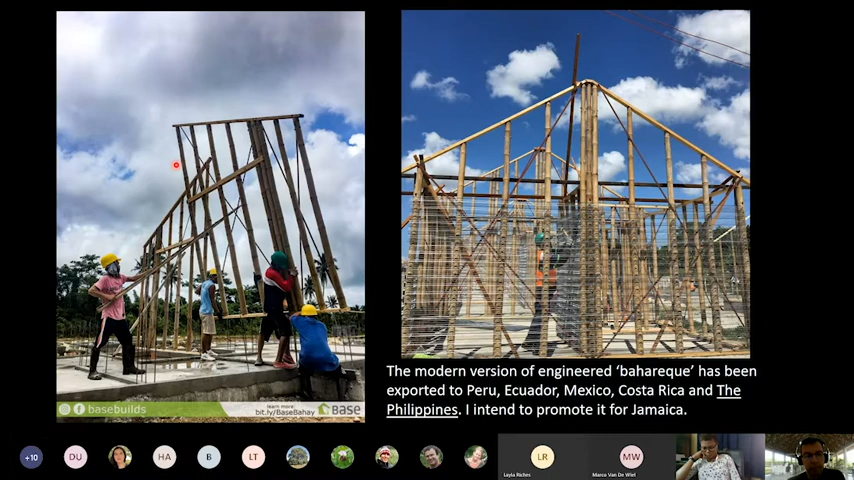 basebuilds
learn more:
bit.ly/BaseBahay
Base
The modern version of engineered ‘bahareque’ has been
exported to Peru, Ecuador, Mexico, Costa Rica and The
Philippines. I intend to promote it for Jamaica.
+10
DU
HA
B
LT
LR
MW
Layla Riches
Marco Van De Wiel